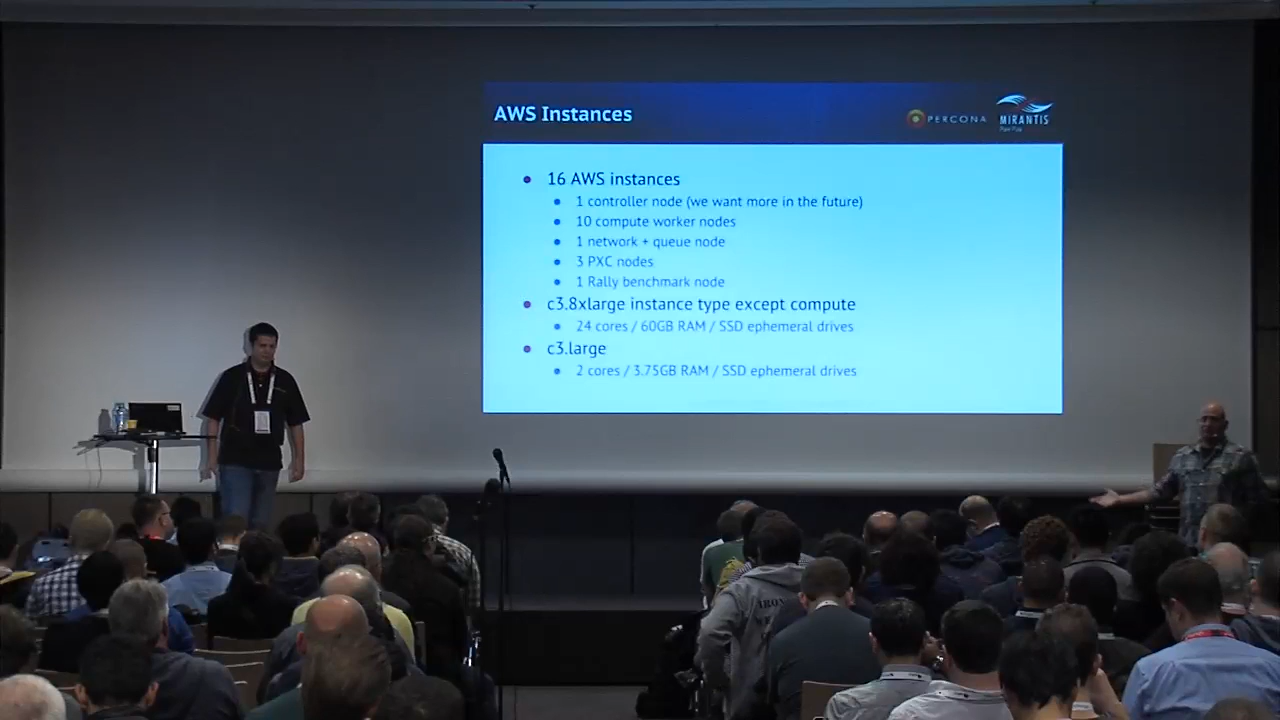 AWS Instances
PERCONA
MIRANTIS
16 AWS instances
1 controller node (we want more in the future)
10 compute worker nodes
1 network + queue node
3 PXC nodes
1 Rally benchmark node
c3.8xlarge instance type except compute
24 cores / 60GB RAM / SSD ephemeral drives
c3.large
2 cores / 3.75GB RAM / SSD ephemeral drives
IRON